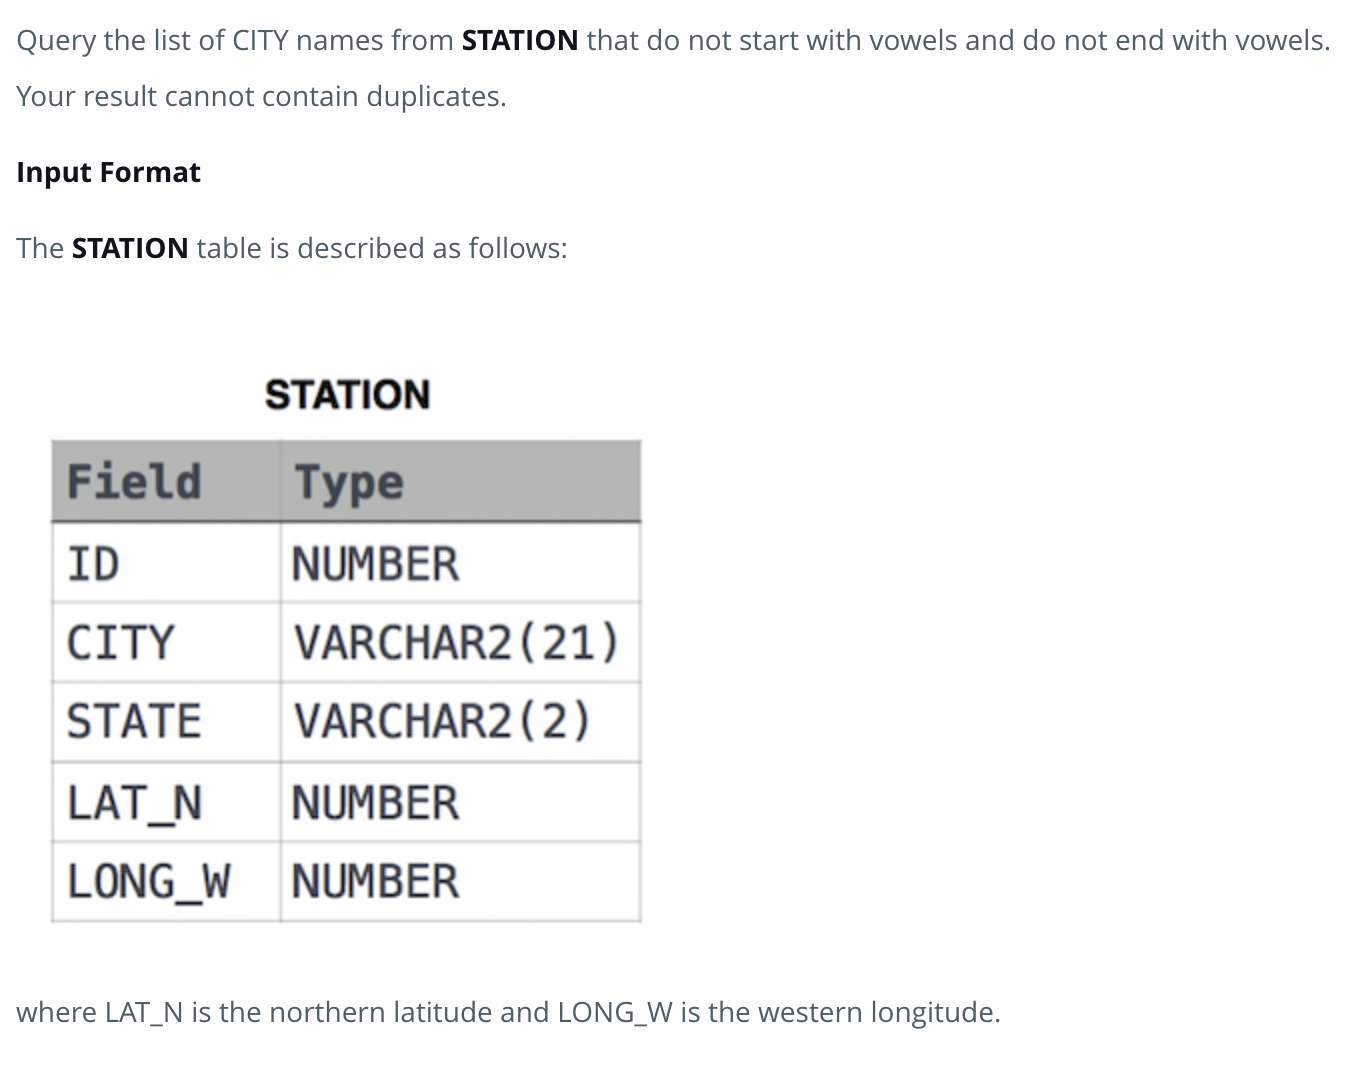 Query the list of CITY names from STATION that do not start with vowels and do not end with vowels.
Your result cannot contain duplicates.
Input Format
The STATION table is described as follows:
STATION
Field Type
ID NUMBER
CITY VARCHAR2(21)
STATE VARCHAR2(2)
LAT_N NUMBER
LONG_W NUMBER
where LAT_N is the northern latitude and LONG_W is the western longitude.